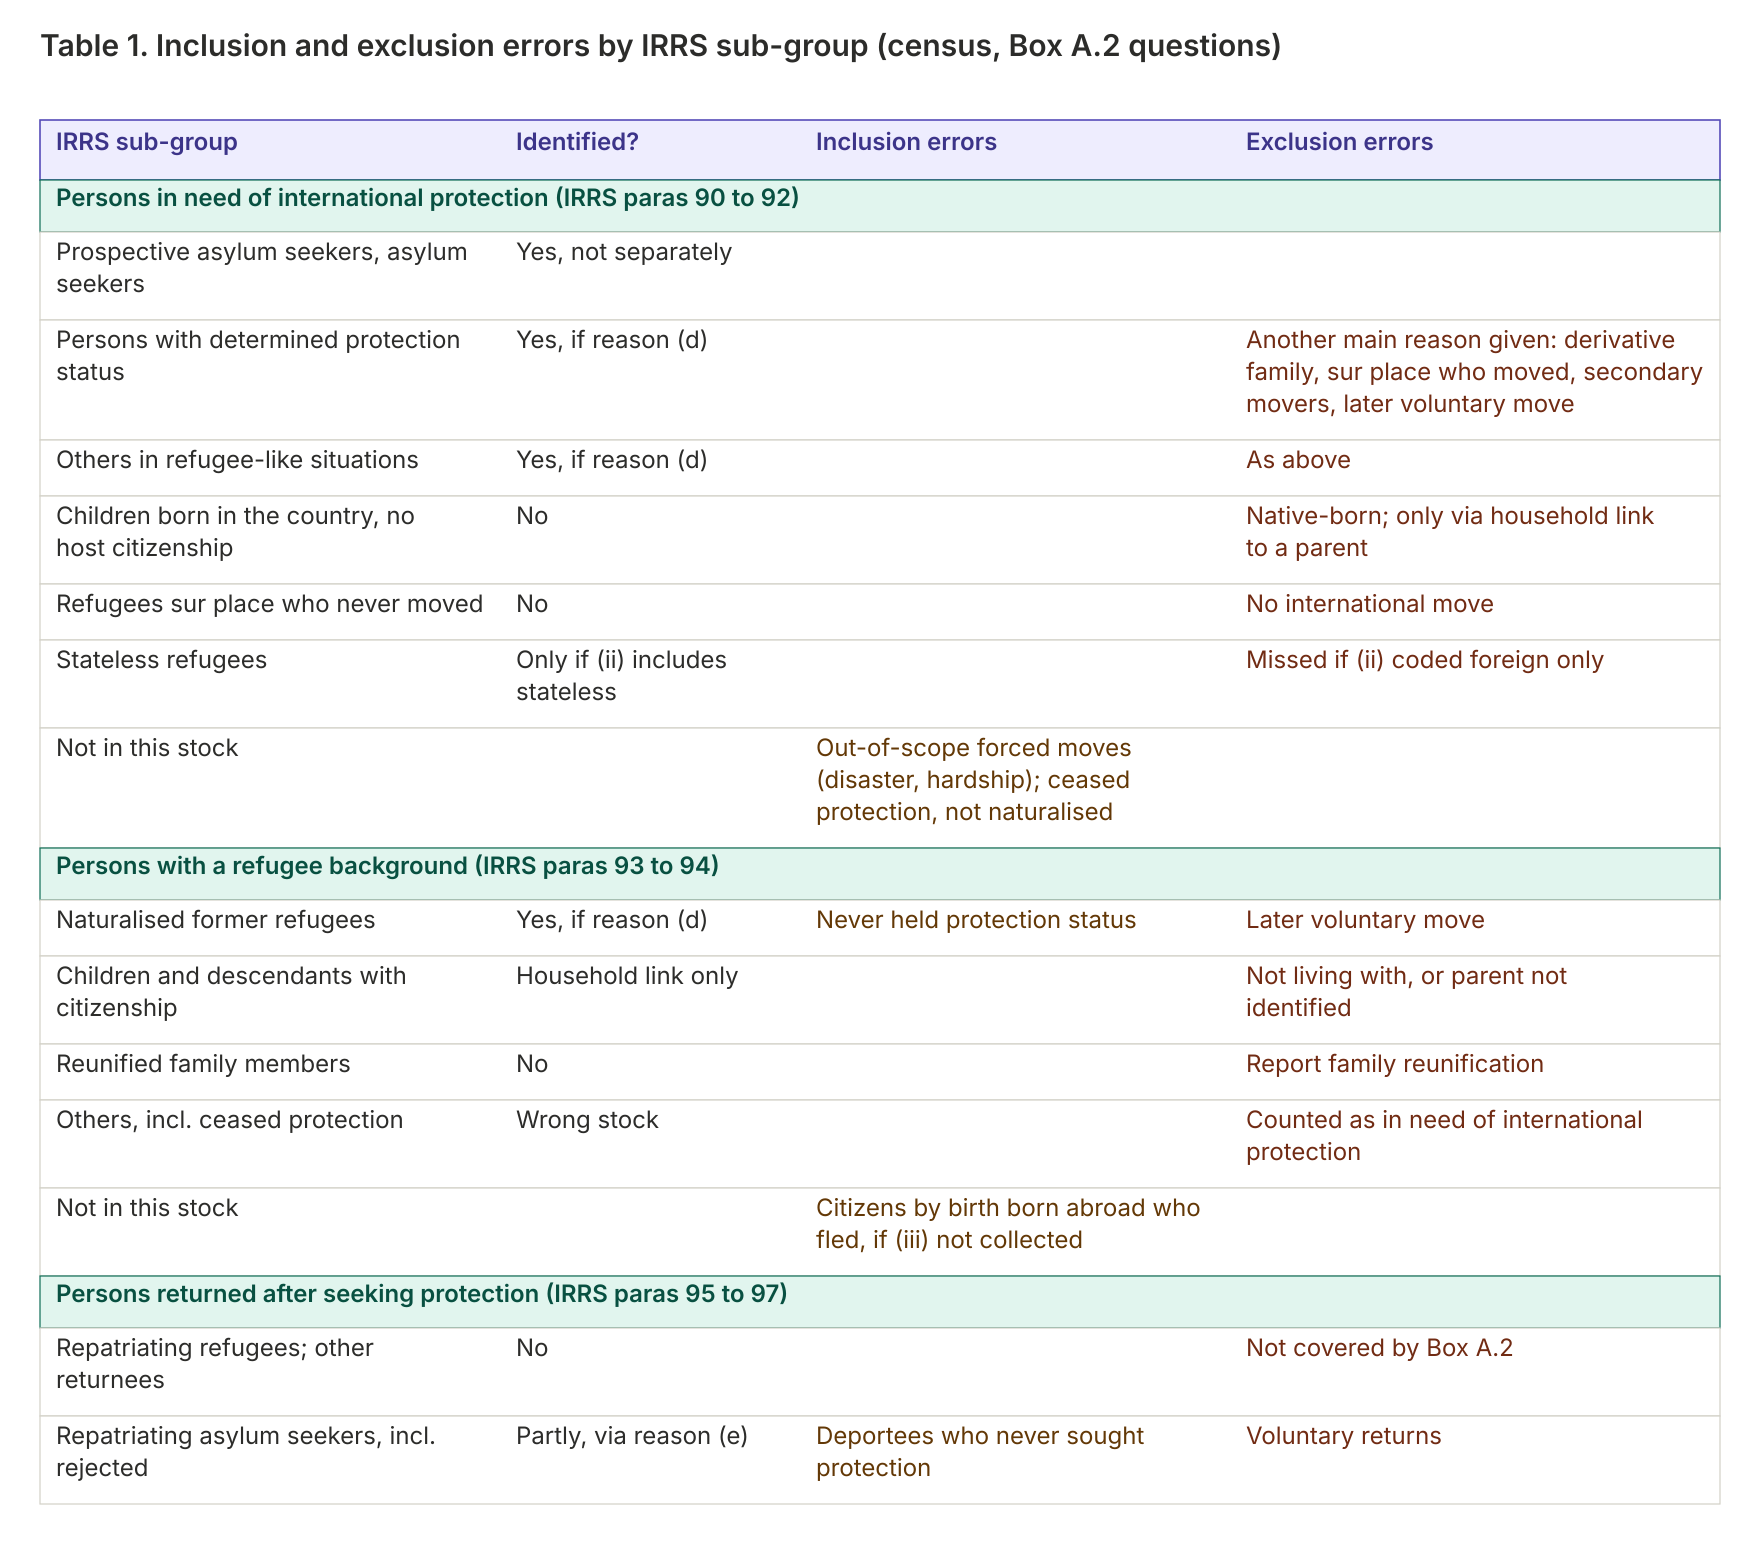 Table 1. Inclusion and exclusion errors by IRRS sub-group (census, Box A.2 questions)
IRRS sub-group Identified? Inclusion errors Exclusion errors
Persons in need of international protection (IRRS paras 90 to 92)
Prospective asylum seekers, asylum Yes, not separately
seekers
Persons with determined protection Yes, if reason (d) Another main reason given: derivative
status family, sur place who moved, secondary
movers, later voluntary move
Others in refugee-like situations Yes, if reason (d) As above
Children born in the country, no No Native-born; only via household link
host citizenship to a parent
Refugees sur place who never moved No No international move
Stateless refugees Only if (ii) includes Missed if (ii) coded foreign only
stateless
Not in this stock Out-of-scope forced moves
(disaster, hardship); ceased
protection, not naturalised
Persons with a refugee background (IRRS paras 93 to 94)
Naturalised former refugees Yes, if reason (d) Never held protection status Later voluntary move
Children and descendants with Household link only Not living with, or parent not
citizenship identified
Reunified family members No Report family reunification
Others, incl. ceased protection Wrong stock Counted as in need of international
protection
Not in this stock Citizens by birth born abroad who
fled, if (iii) not collected
Persons returned after seeking protection (IRRS paras 95 to 97)
Repatriating refugees; other No Not covered by Box A.2
returnees
Repatriating asylum seekers, incl. Partly, via reason (e) Deportees who never sought Voluntary returns
rejected protection